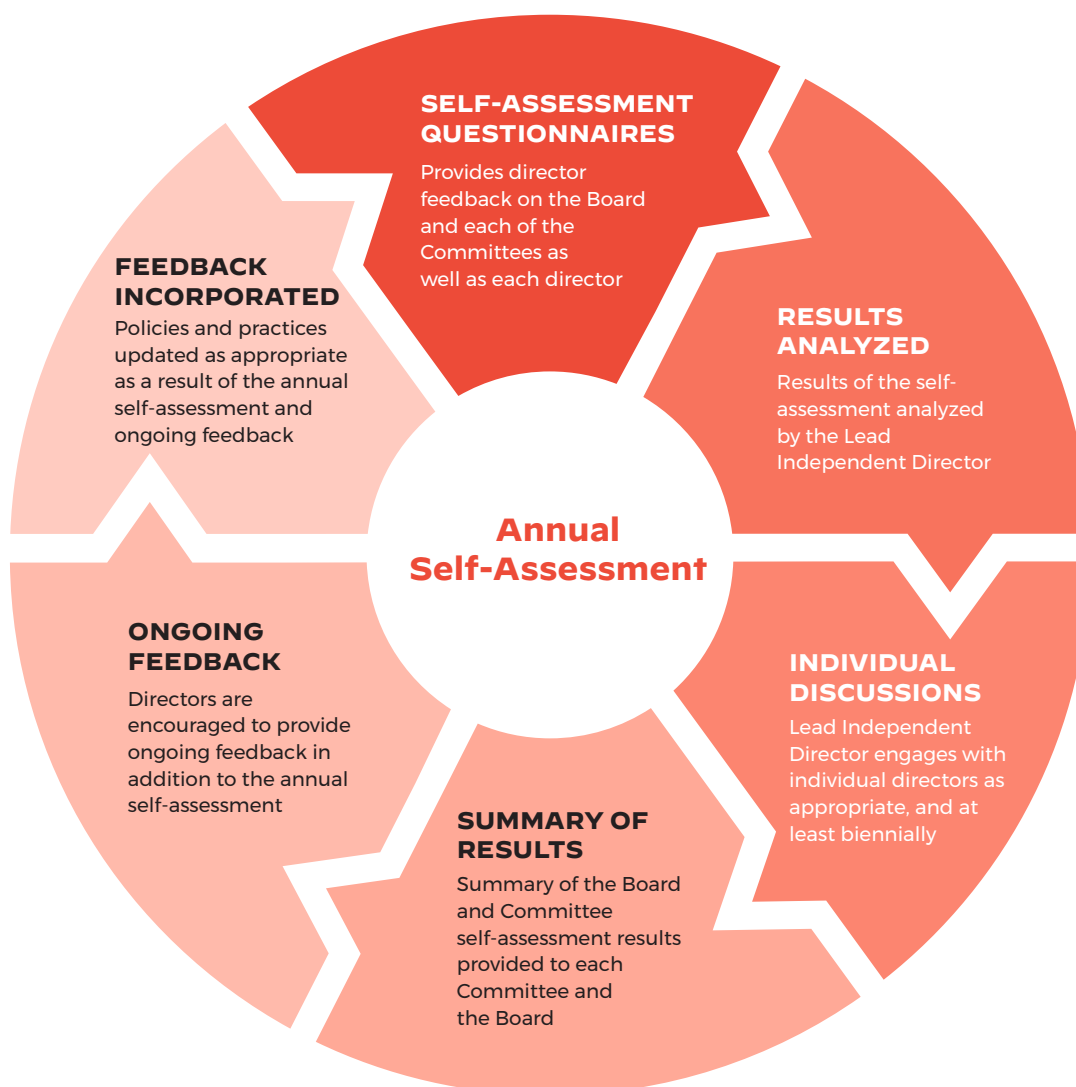 SELF-ASSESSMENT
QUESTIONNAIRES
Provides director
feedback on the Board
and each of the
Committees as
well as each director
RESULTS
ANALYZED
Results of the self-
assessment analyzed
by the Lead
Independent Director
INDIVIDUAL
DISCUSSIONS
Lead Independent
Director engages with
individual directors as
appropriate, and at
least biennially
SUMMARY OF
RESULTS
Summary of the Board
and Committee
self-assessment results
provided to each
Committee and
the Board
ONGOING
FEEDBACK
Directors are
encouraged to provide
ongoing feedback in
addition to the annual
self-assessment
FEEDBACK
INCORPORATED
Policies and practices
updated as appropriate
as a result of the annual
self-assessment and
ongoing feedback
Annual
Self-Assessment